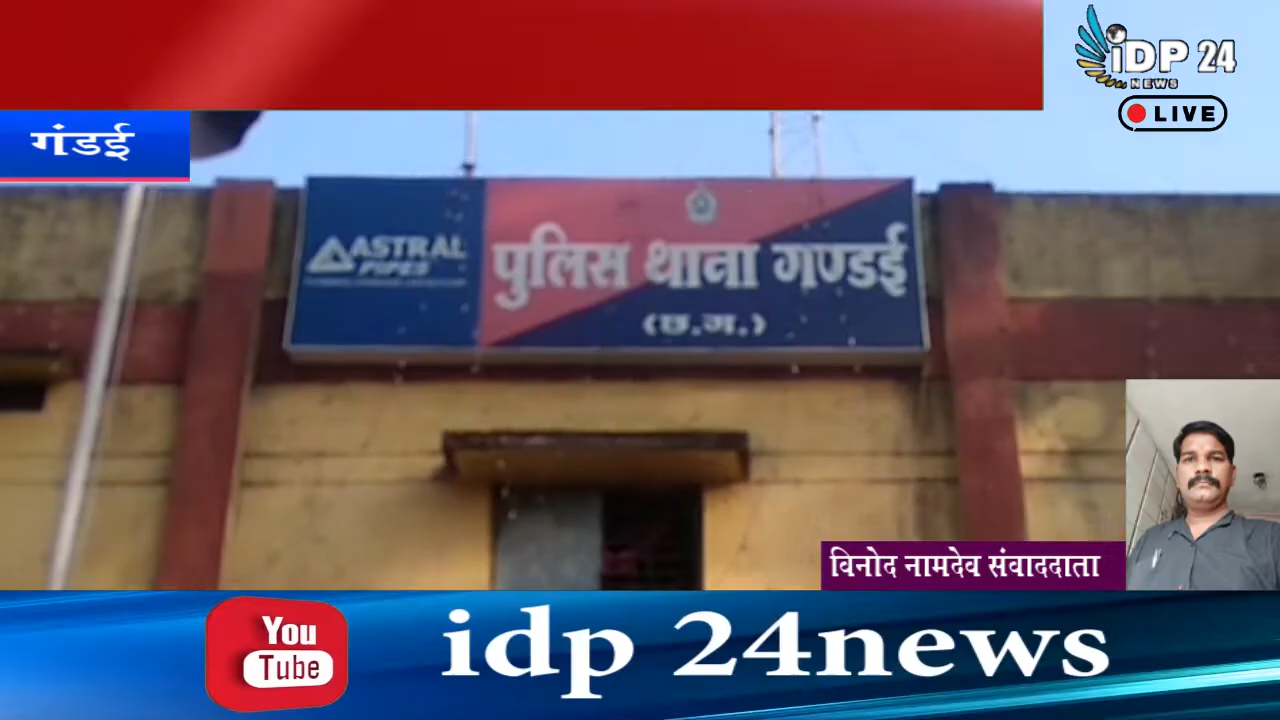 iDP 24
NEWS
LIVE
गंडई
ASTRAL
PIPES
पुलिस थाना गण्डई
(छ.ग.)
विनोद नामदेव संवाददाता
You
Tube
idp 24news